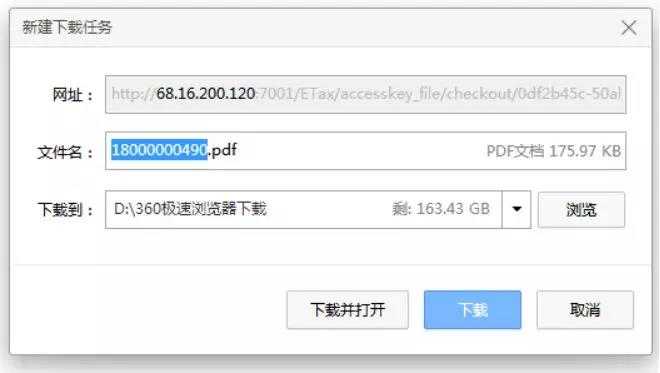 新建下载任务
网址： http://68.16.200.120:7001/ETax/accesskey_file/checkout/0df2b45c-50al
文件名： 18000000490.pdf PDF文档 175.97 KB
下载到： D:\360极速浏览器下载 剩: 163.43 GB 浏览
下载并打开 下载 取消